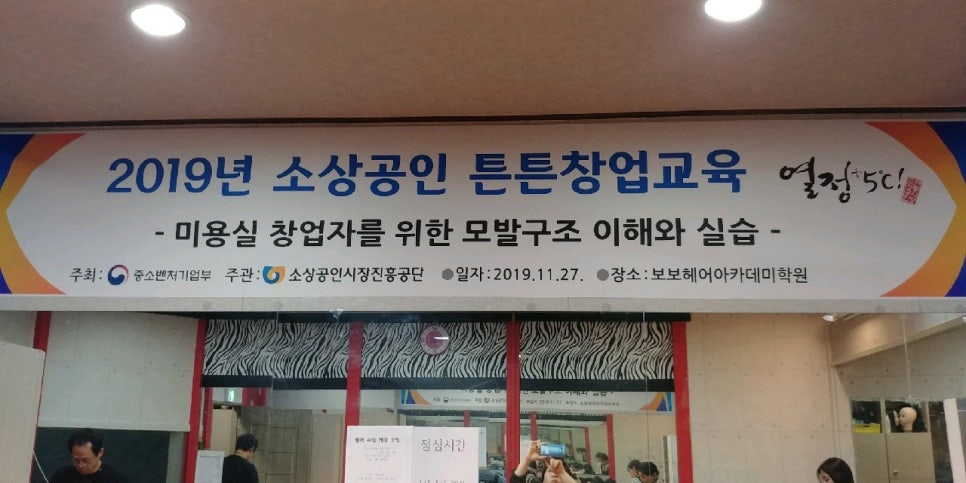 2019년 소상공인 튼튼창업교육 열정+5℃!
- 미용실 창업자를 위한 모발구조 이해와 실습 -
주최 : 중소벤처기업부 주관 : 소상공인시장진흥공단 ●일자 : 2019.11.27. ●장소 : 보보헤어아카데미학원
점심시간